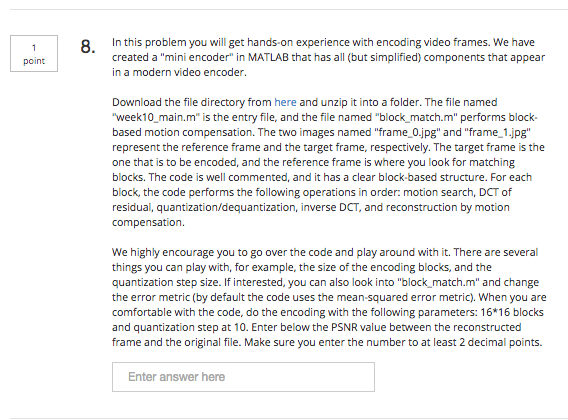 1
point
8.
In this problem you will get hands-on experience with encoding video frames. We have
created a "mini encoder" in MATLAB that has all (but simplified) components that appear
in a modern video encoder.
Download the file directory from here and unzip it into a folder. The file named
"week10_main.m" is the entry file, and the file named "block_match.m" performs block-
based motion compensation. The two images named "frame_0.jpg" and "frame_1.jpg"
represent the reference frame and the target frame, respectively. The target frame is the
one that is to be encoded, and the reference frame is where you look for matching
blocks. The code is well commented, and it has a clear block-based structure. For each
block, the code performs the following operations in order: motion search, DCT of
residual, quantization/dequantization, inverse DCT, and reconstruction by motion
compensation.
We highly encourage you to go over the code and play around with it. There are several
things you can play with, for example, the size of the encoding blocks, and the
quantization step size. If interested, you can also look into "block_match.m" and change
the error metric (by default the code uses the mean-squared error metric). When you are
comfortable with the code, do the encoding with the following parameters: 16*16 blocks
and quantization step at 10. Enter below the PSNR value between the reconstructed
frame and the original file. Make sure you enter the number to at least 2 decimal points.
Enter answer here